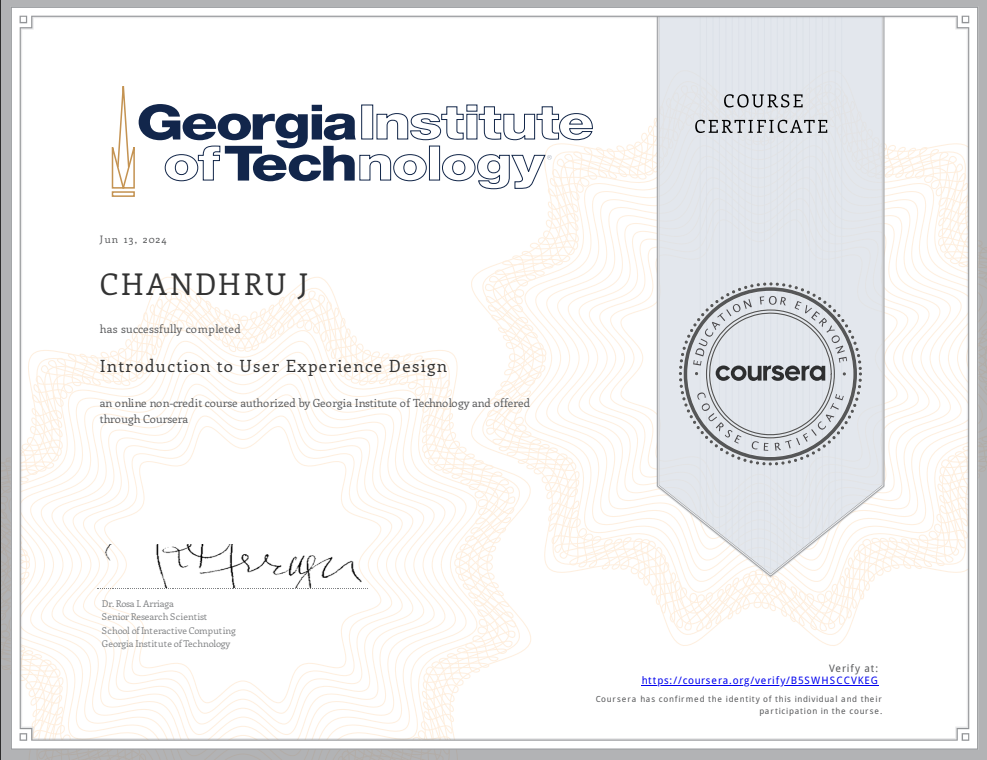 Georgia Institute
of Technology®
COURSE
CERTIFICATE
Jun 13, 2024
CHANDHRU J
has successfully completed
Introduction to User Experience Design
an online non-credit course authorized by Georgia Institute of Technology and offered
through Coursera
EDUCATION FOR EVERYONE
coursera
COURSE CERTIFICATE
Dr. Rosa I. Arriaga
Senior Research Scientist
School of Interactive Computing
Georgia Institute of Technology
Verify at:
https://coursera.org/verify/B5SWHSCCVKEG
Coursera has confirmed the identity of this individual and their
participation in the course.